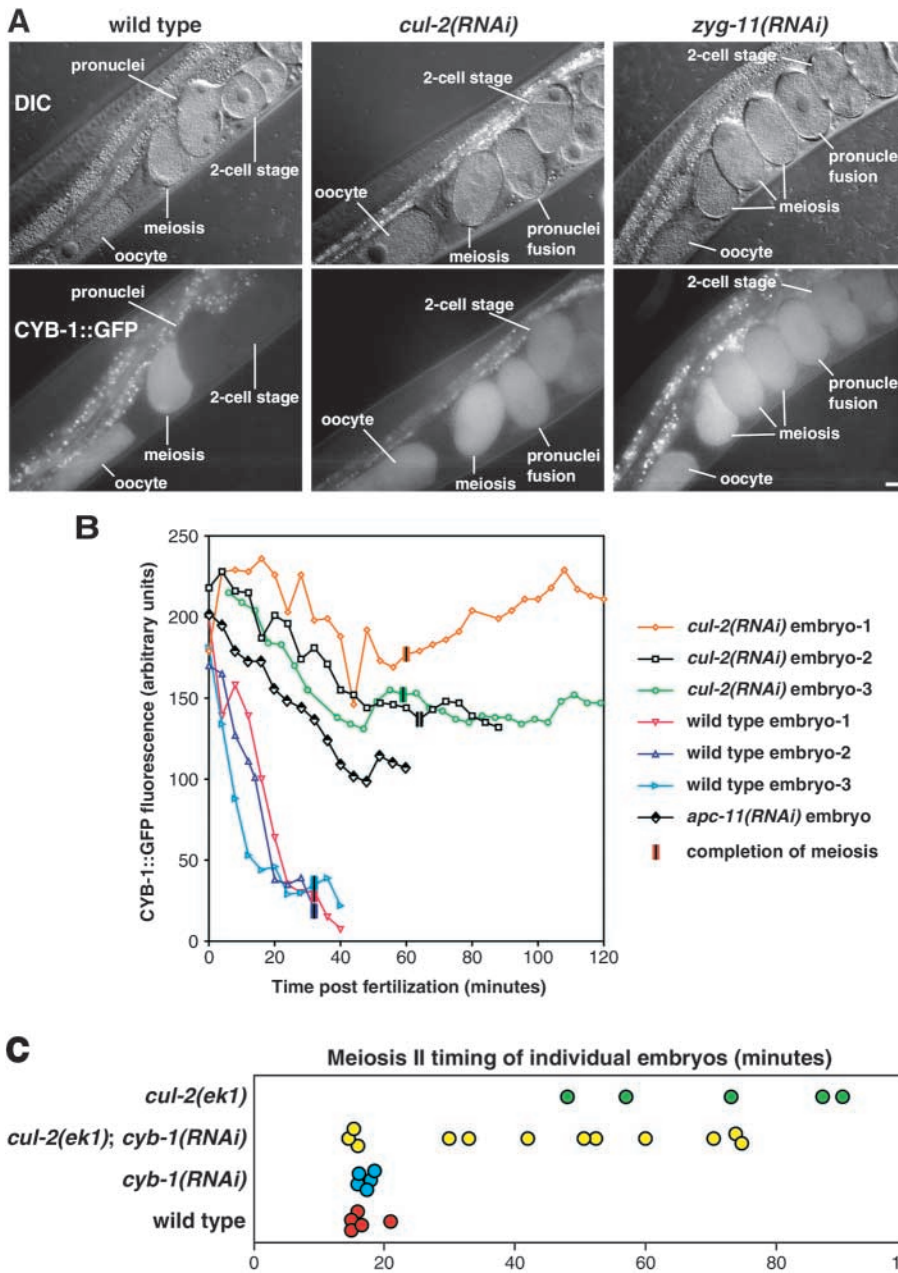 A
wild type
cul-2(RNAi)
zyg-11(RNAi)
DIC
pronuclei
2-cell stage
meiosis
oocyte
2-cell stage
oocyte
meiosis
pronuclei
fusion
2-cell stage
pronuclei
fusion
meiosis
oocyte
CYB-1::GFP
pronuclei
2-cell stage
meiosis
oocyte
2-cell stage
oocyte
meiosis
pronuclei
fusion
2-cell stage
pronuclei
fusion
meiosis
oocyte
B
CYB-1::GFP fluorescence (arbitrary units)
250
200
150
100
50
0
0 20 40 60 80 100 120
Time post fertilization (minutes)
cul-2(RNAi) embryo-1
cul-2(RNAi) embryo-2
cul-2(RNAi) embryo-3
wild type embryo-1
wild type embryo-2
wild type embryo-3
apc-11(RNAi) embryo
completion of meiosis
C
Meiosis II timing of individual embryos (minutes)
cul-2(ek1)
cul-2(ek1); cyb-1(RNAi)
cyb-1(RNAi)
wild type
0 20 40 60 80